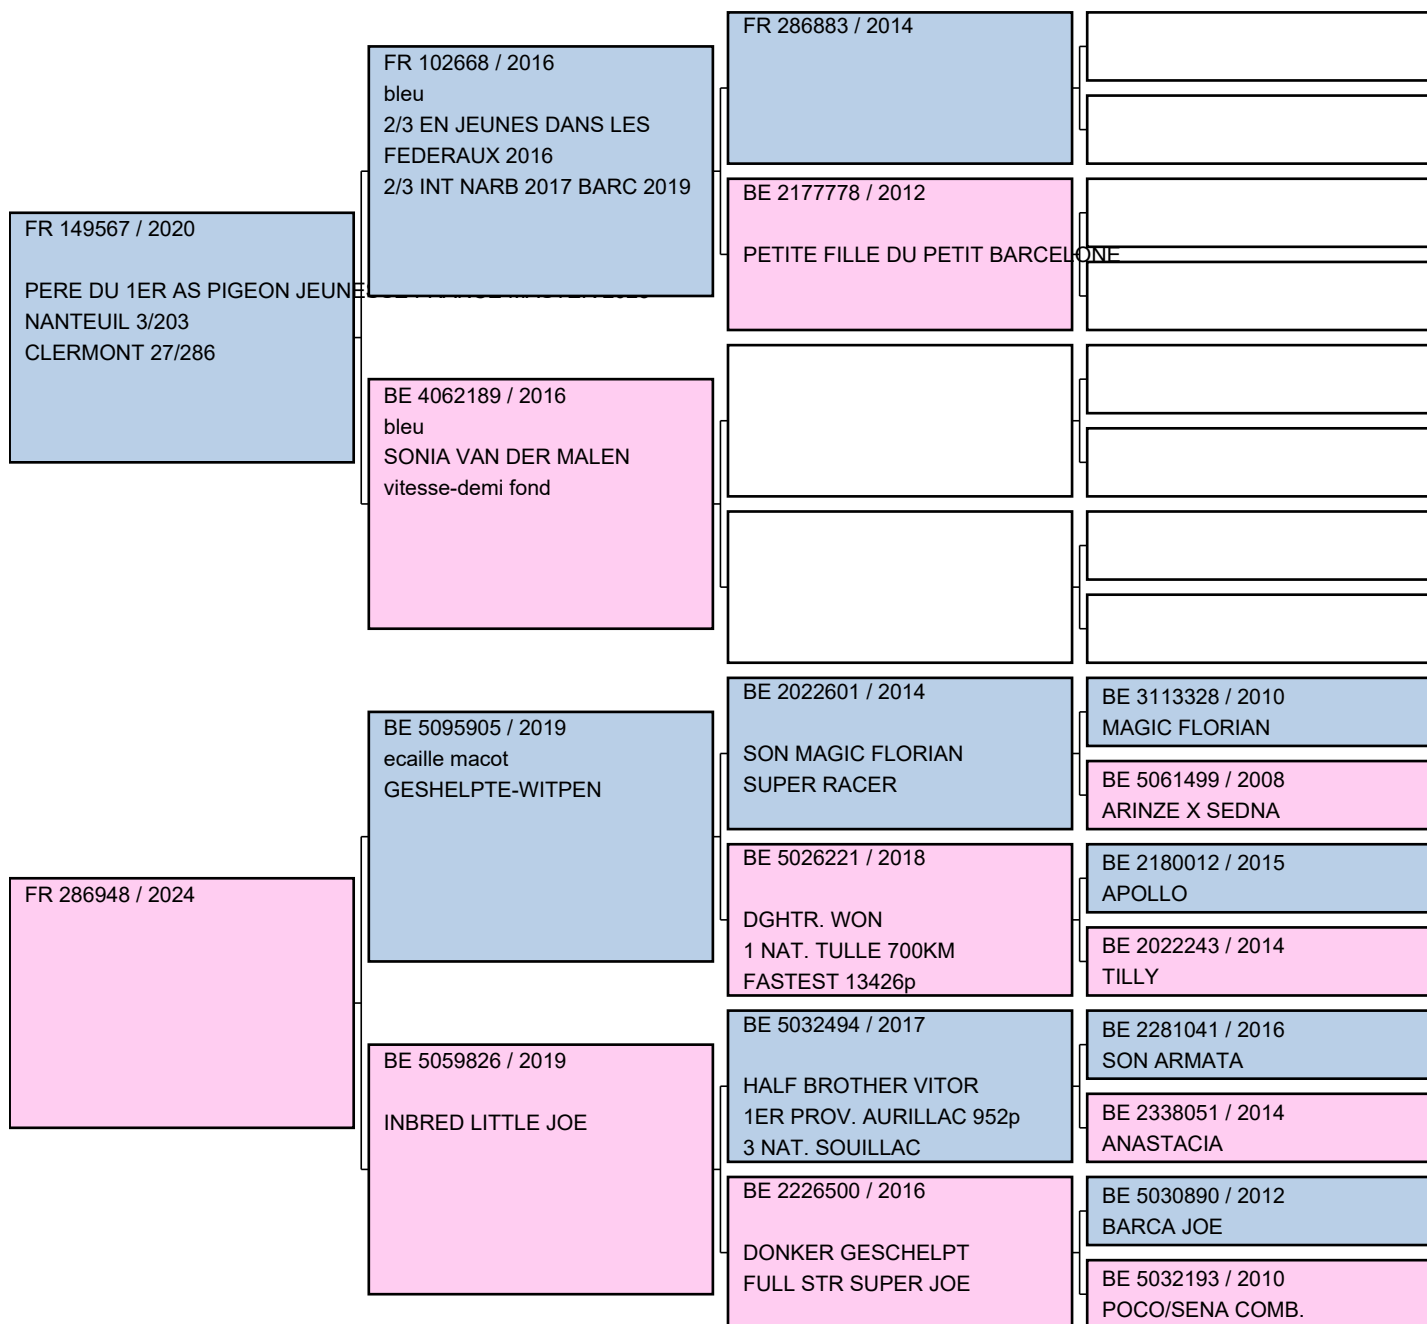 FR 149567 / 2020
PERE DU 1ER AS PIGEON
NANTEUIL 3/203
CLERMONT 27/286
FR 102668 / 2016
bleu
2/3 EN JEUNES DANS LES
FEDERAUX 2016
2/3 INT NARB 2017 BARC 2019
FR 286883 / 2014
BE 2177778 / 2012
PETITE FILLE DU PETIT BARCELONE
BE 4062189 / 2016
bleu
SONIA VAN DER MALEN
vitesse-demi fond
FR 286948 / 2024
BE 5095905 / 2019
ecaille macot
GESHELPTE-WITPEN
BE 2022601 / 2014
SON MAGIC FLORIAN
SUPER RACER
BE 3113328 / 2010
MAGIC FLORIAN
BE 5061499 / 2008
ARINZE X SEDNA
BE 5026221 / 2018
DGHTR. WON
1 NAT. TULLE 700KM
FASTEST 13426p
BE 2180012 / 2015
APOLLO
BE 2022243 / 2014
TILLY
BE 5059826 / 2019
INBRED LITTLE JOE
BE 5032494 / 2017
HALF BROTHER VITOR
1ER PROV. AURILLAC 952p
3 NAT. SOUILLAC
BE 2281041 / 2016
SON ARMATA
BE 2338051 / 2014
ANASTACIA
BE 2226500 / 2016
DONKER GESCHELPT
FULL STR SUPER JOE
BE 5030890 / 2012
BARCA JOE
BE 5032193 / 2010
POCO/SENA COMB.